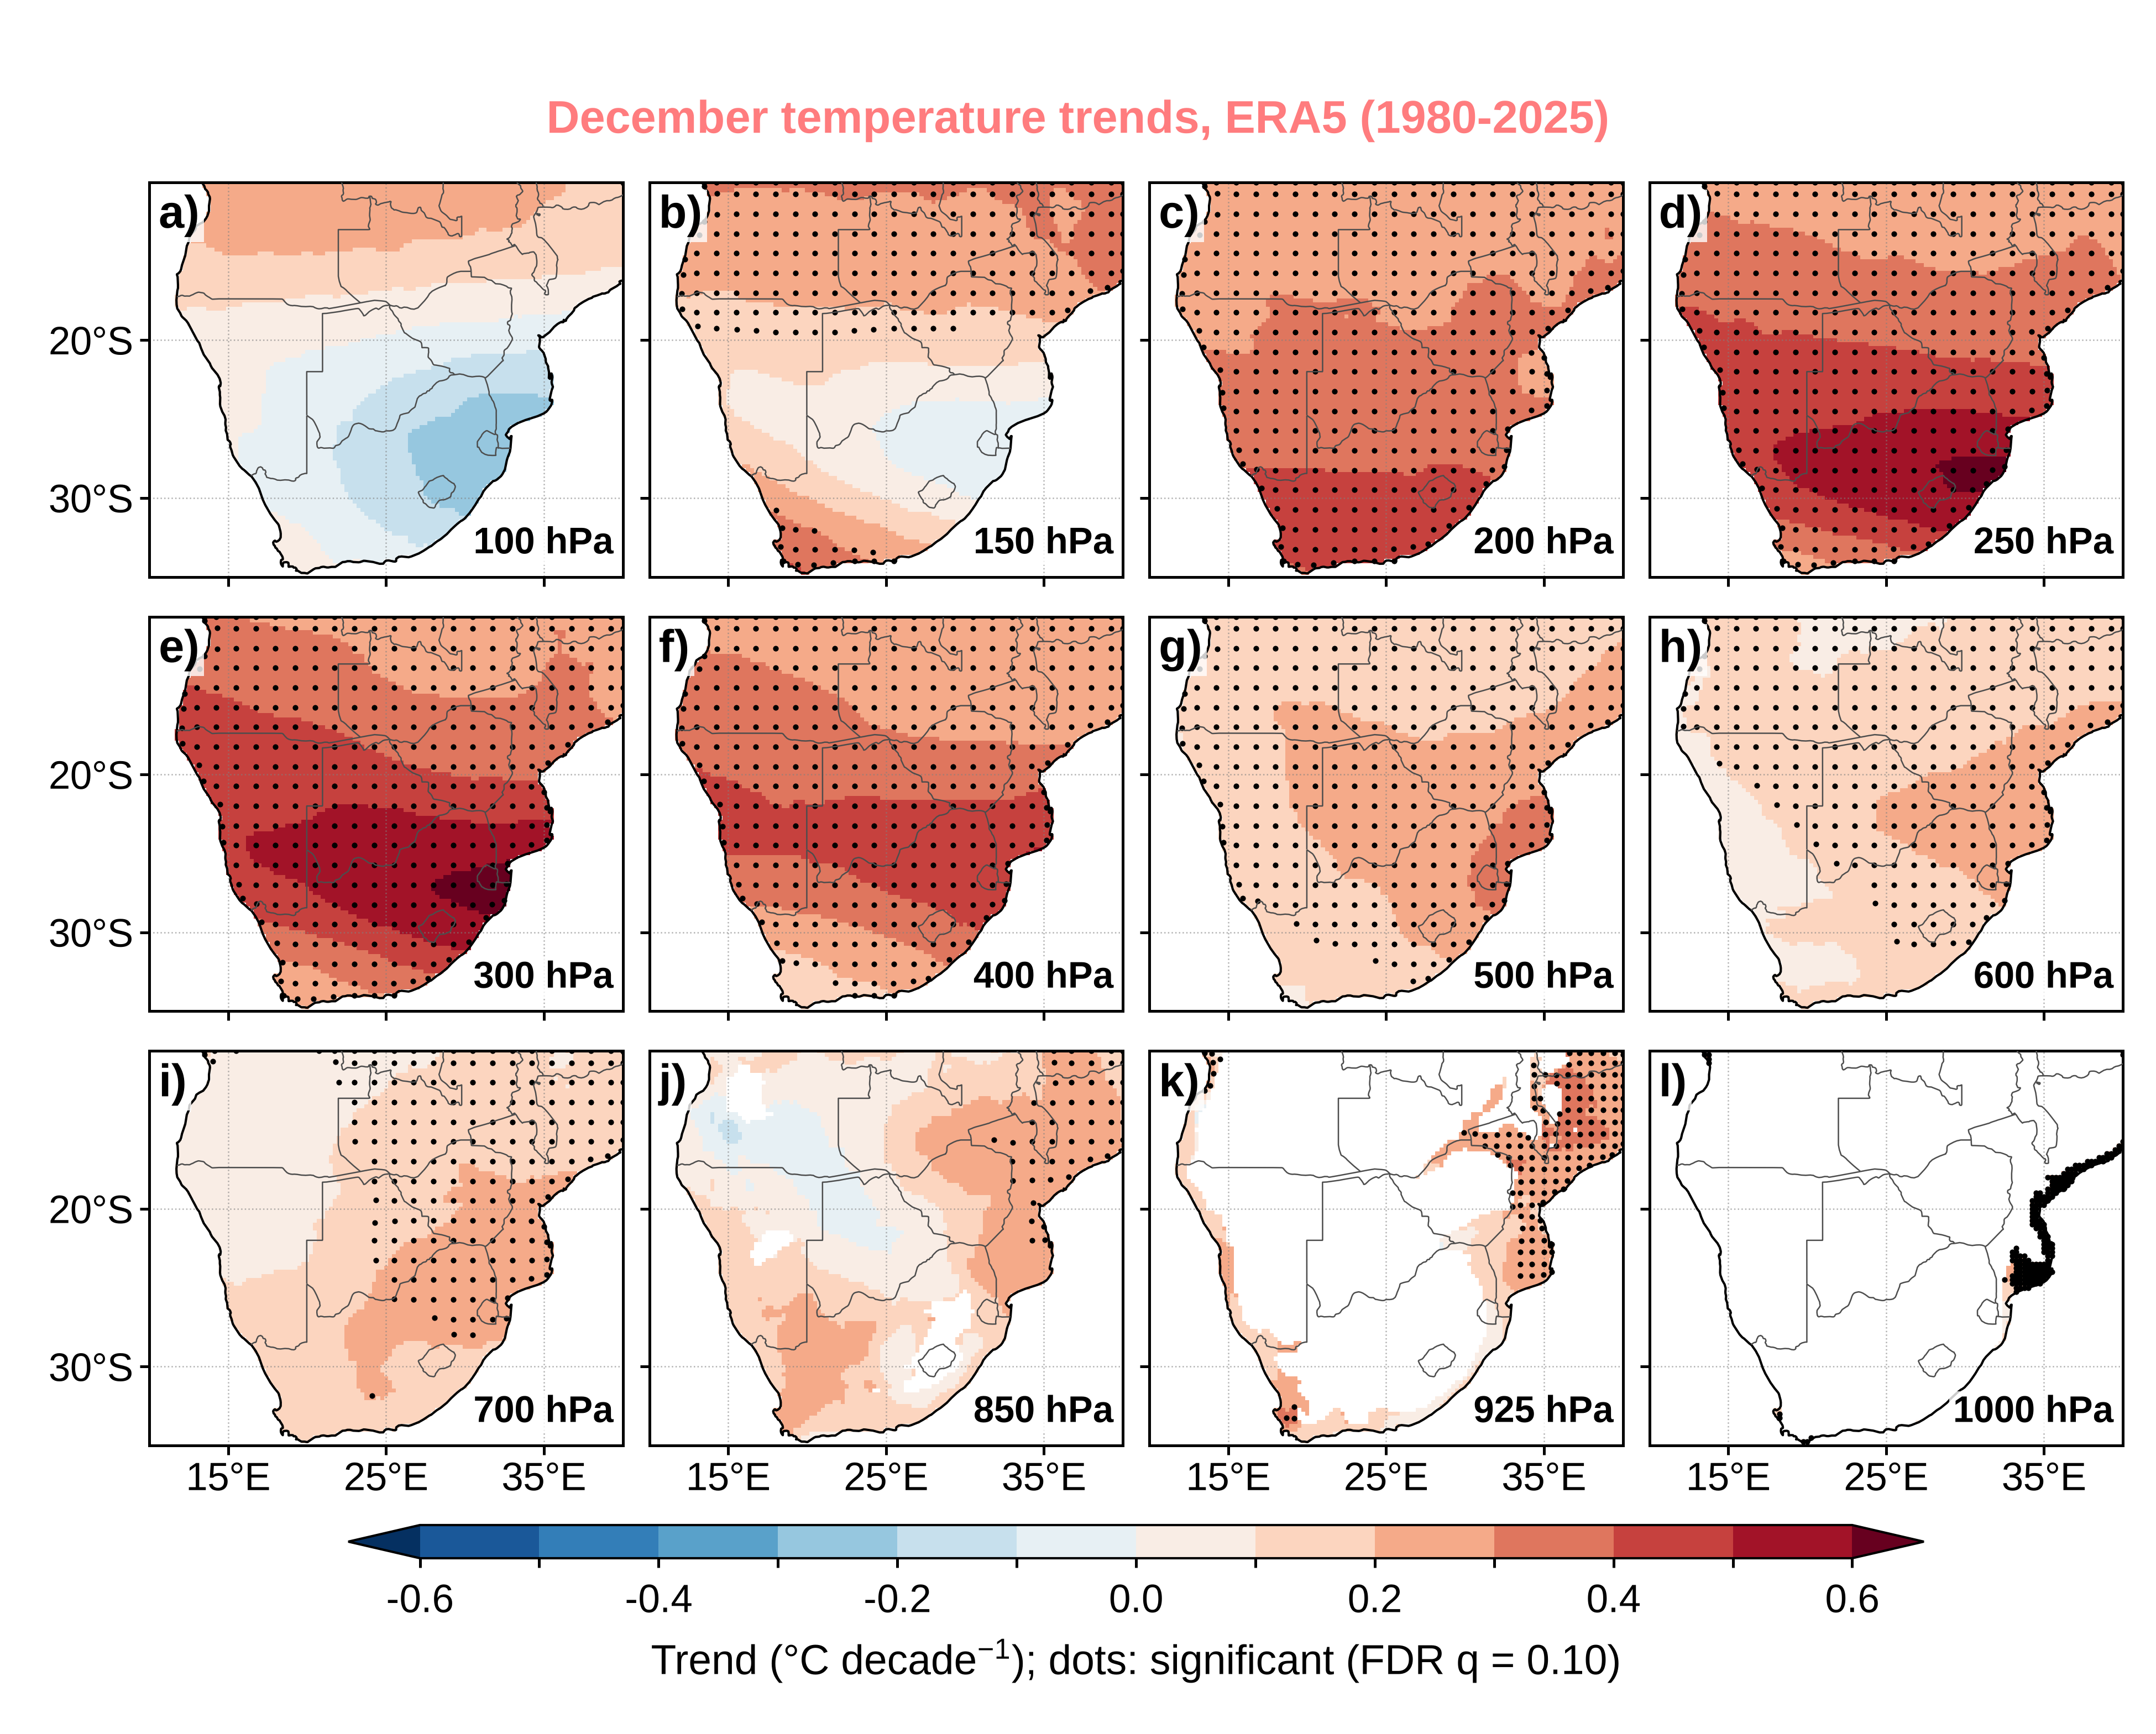 December temperature trends, ERA5 (1980-2025)
a) 100 hPa
b) 150 hPa
c) 200 hPa
d) 250 hPa
20°S
30°S
e) 300 hPa
f) 400 hPa
g) 500 hPa
h) 600 hPa
20°S
30°S
i) 700 hPa
j) 850 hPa
k) 925 hPa
l) 1000 hPa
20°S
30°S
15°E 25°E 35°E 15°E 25°E 35°E 15°E 25°E 35°E 15°E 25°E 35°E
-0.6 -0.4 -0.2 0.0 0.2 0.4 0.6
Trend (°C decade⁻¹); dots: significant (FDR q = 0.10)